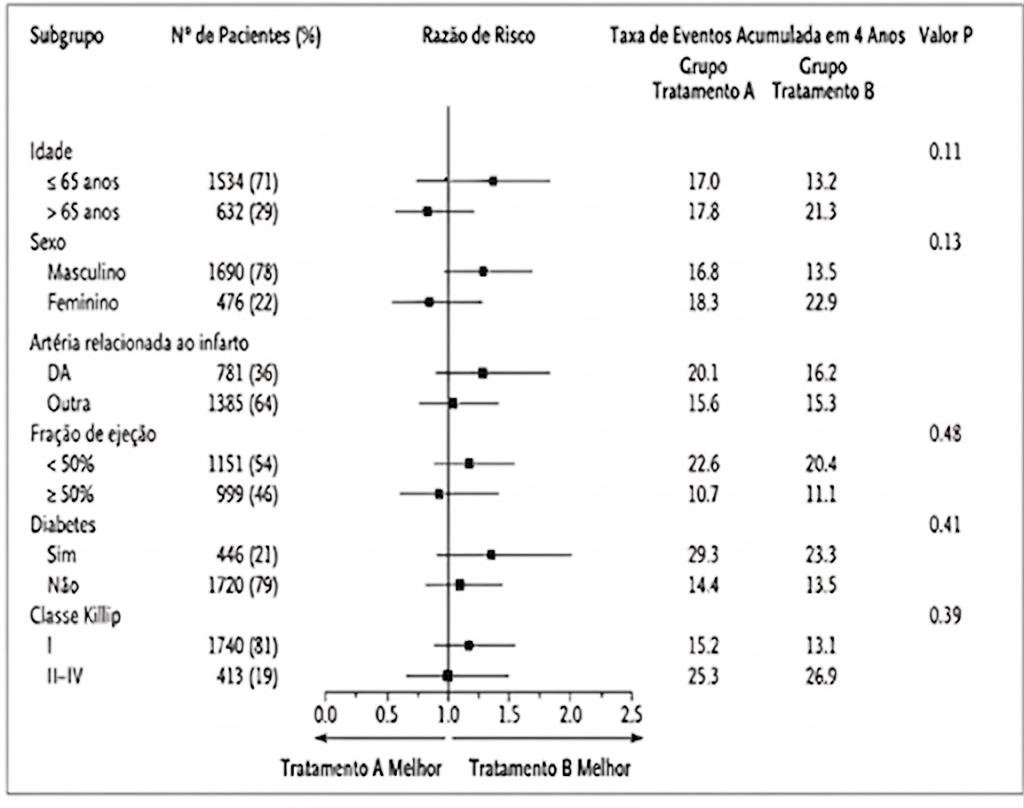 Subgrupo Nº de Pacientes (%) Razão de Risco Taxa de Eventos Acumulada em 4 Anos Valor P
Grupo Tratamento A Grupo Tratamento B
Idade 0.11
≤ 65 anos 1534 (71) 17.0 13.2
> 65 anos 632 (29) 17.8 21.3
Sexo 0.13
Masculino 1690 (78) 16.8 13.5
Feminino 476 (22) 18.3 22.9
Artéria relacionada ao infarto
DA 781 (36) 20.1 16.2
Outra 1385 (64) 15.6 15.3
Fração de ejeção 0.48
< 50% 1151 (54) 22.6 20.4
≥ 50% 999 (46) 10.7 11.1
Diabetes 0.41
Sim 446 (21) 29.3 23.3
Não 1720 (79) 14.4 13.5
Classe Killip 0.39
I 1740 (81) 15.2 13.1
II–IV 413 (19) 25.3 26.9
0.0 0.5 1.0 1.5 2.0 2.5
Tratamento A Melhor Tratamento B Melhor